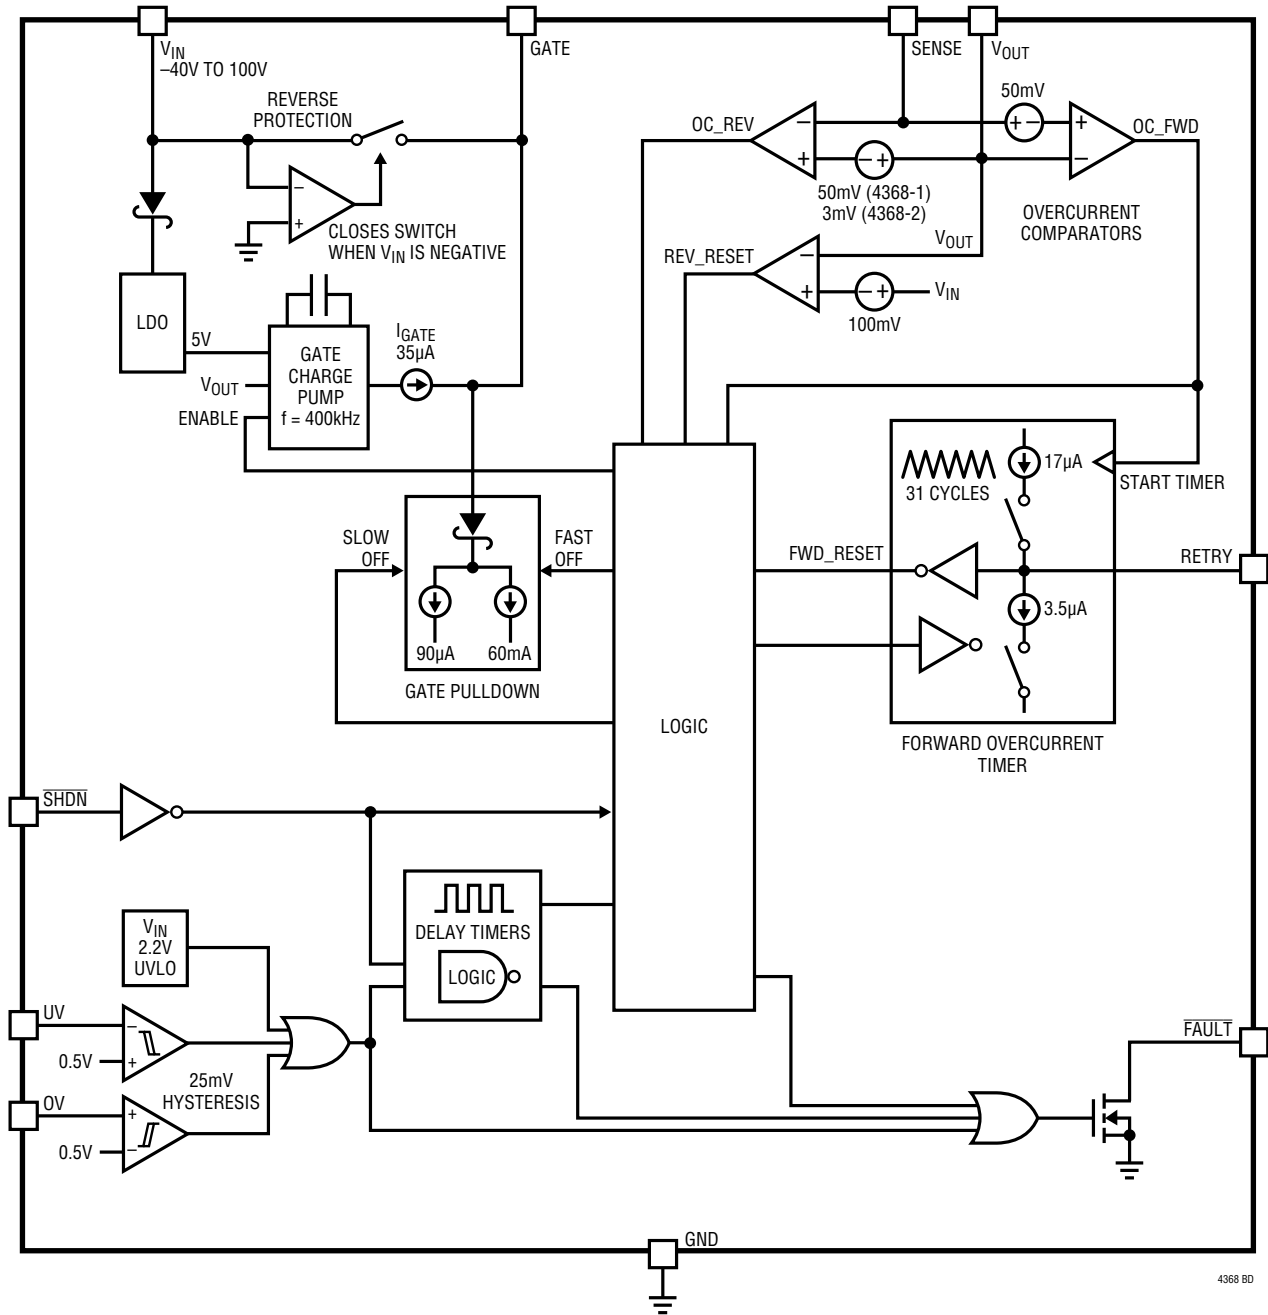 VIN
–40V TO 100V
GATE
SENSE
VOUT
REVERSE
PROTECTION
50mV
OC_REV
OC_FWD
–
+
+ –
+
–
– +
50mV (4368-1)
3mV (4368-2)
OVERCURRENT
COMPARATORS
–
+
CLOSES SWITCH
WHEN VIN IS NEGATIVE
VOUT
REV_RESET
–
+
– +
VIN
100mV
LDO
5V
IGATE
35µA
GATE
CHARGE
PUMP
f = 400kHz
VOUT
ENABLE
17µA
31 CYCLES
START TIMER
SLOW
OFF
FAST
OFF
FWD_RESET
RETRY
3.5µA
90µA
60mA
GATE PULLDOWN
LOGIC
FORWARD OVERCURRENT
TIMER
SHDN
DELAY TIMERS
LOGIC
VIN
2.2V
UVLO
UV
–
0.5V
+
25mV
HYSTERESIS
OV
+
0.5V
–
FAULT
GND
4368 BD